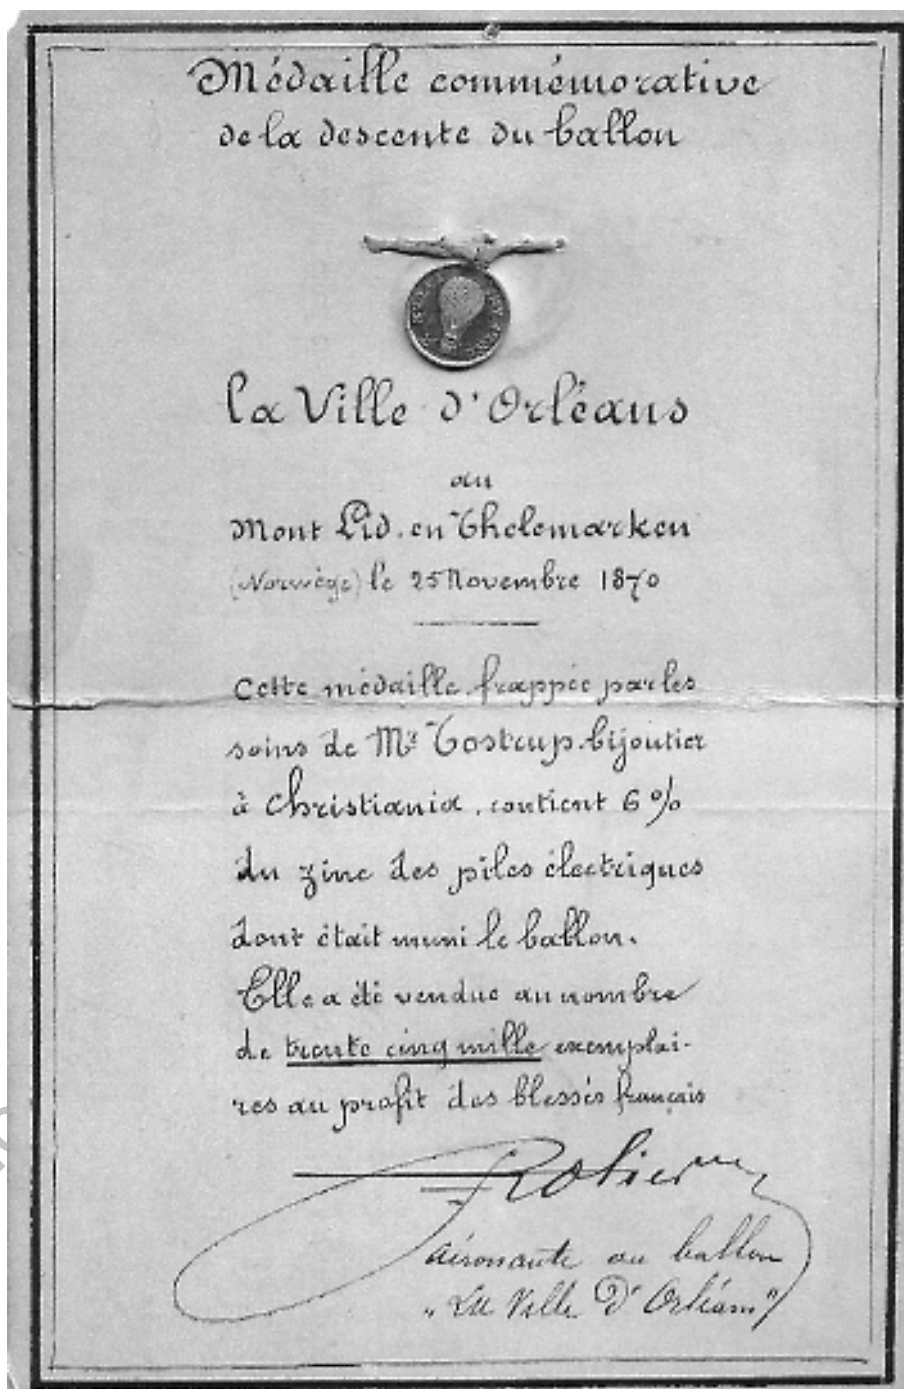 Médaille commémorative
de la descente du ballon
la Ville d'Orléans
au
Mont Lid. en Thelemarken
(Norwège) le 25 Novembre 1870
Cette médaille frappée par les
soins de Mr Tostrup. bijoutier
à Christiania, contient 6%
du zinc des piles électriques
dont était muni le ballon.
Elle a été vendue au nombre
de trente cinq mille exemplai-
res au profit des blessés français
Rolier
aéronaute au ballon
"La Ville D'Orléans"